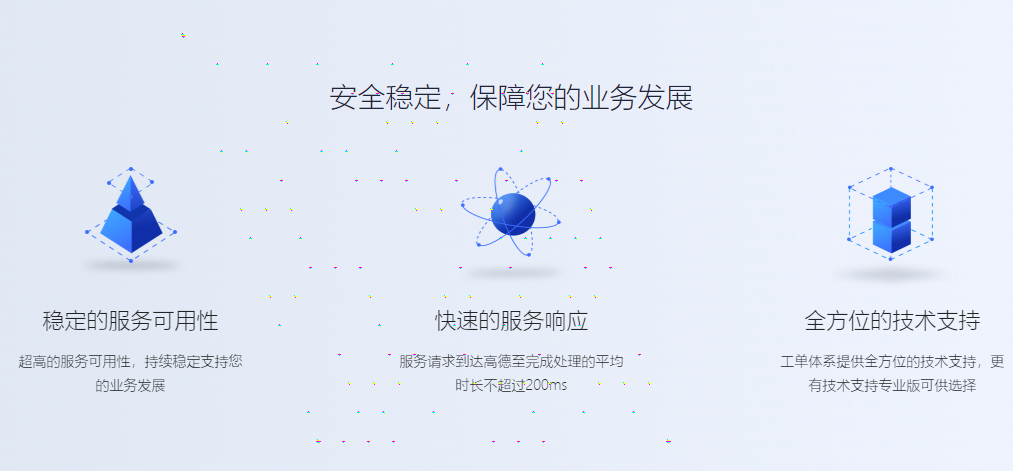 安全稳定，保障您的业务发展
稳定的服务可用性
超高的服务可用性，持续稳定支持您
的业务发展
快速的服务响应
服务请求到达高德至完成处理的平均
时长不超过200ms
全方位的技术支持
工单体系提供全方位的技术支持，更
有技术支持专业版可供选择